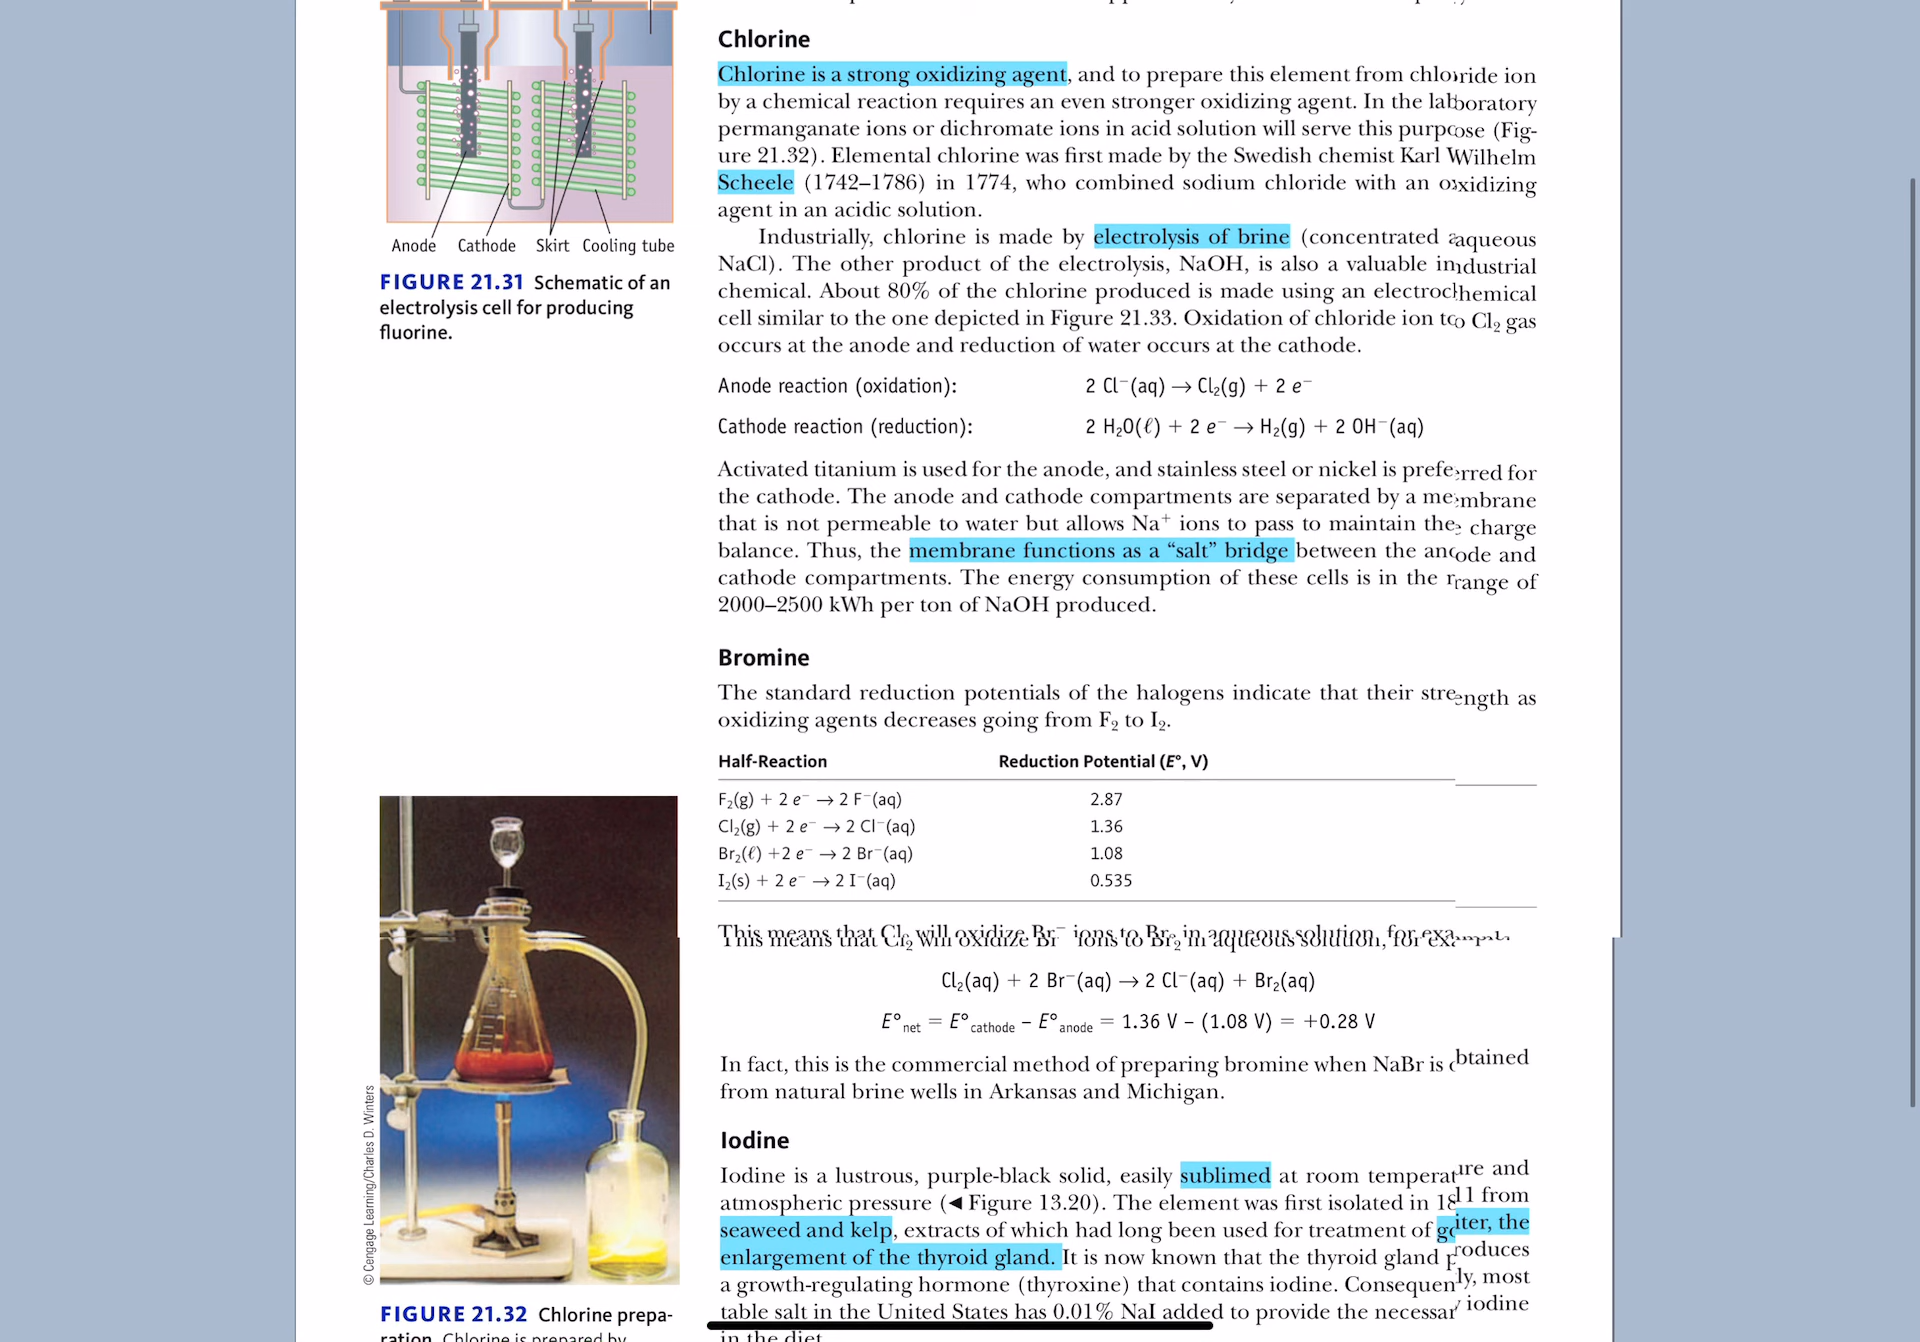 Anode Cathode Skirt Cooling tube
FIGURE 21.31 Schematic of an
electrolysis cell for producing
fluorine.
© Cengage Learning/Charles D. Winters
FIGURE 21.32 Chlorine prepa-
ration. Chlorine is prepared by
Chlorine
Chlorine is a strong oxidizing agent, and to prepare this element from chloride ion
by a chemical reaction requires an even stronger oxidizing agent. In the laboratory
permanganate ions or dichromate ions in acid solution will serve this purpose (Fig-
ure 21.32). Elemental chlorine was first made by the Swedish chemist Karl Wilhelm
Scheele (1742–1786) in 1774, who combined sodium chloride with an oxidizing
agent in an acidic solution.
Industrially, chlorine is made by electrolysis of brine (concentrated aqueous
NaCl). The other product of the electrolysis, NaOH, is also a valuable industrial
chemical. About 80% of the chlorine produced is made using an electrochemical
cell similar to the one depicted in Figure 21.33. Oxidation of chloride ion to Cl₂ gas
occurs at the anode and reduction of water occurs at the cathode.
Anode reaction (oxidation): 2 Cl⁻(aq) → Cl₂(g) + 2 e⁻
Cathode reaction (reduction): 2 H₂O(ℓ) + 2 e⁻ → H₂(g) + 2 OH⁻(aq)
Activated titanium is used for the anode, and stainless steel or nickel is preferred for
the cathode. The anode and cathode compartments are separated by a membrane
that is not permeable to water but allows Na⁺ ions to pass to maintain the charge
balance. Thus, the membrane functions as a “salt” bridge between the anode and
cathode compartments. The energy consumption of these cells is in the range of
2000–2500 kWh per ton of NaOH produced.
Bromine
The standard reduction potentials of the halogens indicate that their strength as
oxidizing agents decreases going from F₂ to I₂.
Half-Reaction Reduction Potential (E°, V)
F₂(g) + 2 e⁻ → 2 F⁻(aq) 2.87
Cl₂(g) + 2 e⁻ → 2 Cl⁻(aq) 1.36
Br₂(ℓ) +2 e⁻ → 2 Br⁻(aq) 1.08
I₂(s) + 2 e⁻ → 2 I⁻(aq) 0.535
This means that Cl₂ will oxidize Br⁻ ions to Br₂ in aqueous solution, for
Cl₂(aq) + 2 Br⁻(aq) → 2 Cl⁻(aq) + Br₂(aq)
E°net = E°cathode – E°anode = 1.36 V – (1.08 V) = +0.28 V
In fact, this is the commercial method of preparing bromine when NaBr is obtained
from natural brine wells in Arkansas and Michigan.
Iodine
Iodine is a lustrous, purple-black solid, easily sublimed at room temperature and
atmospheric pressure (◄ Figure 13.20). The element was first isolated in 1811 from
seaweed and kelp, extracts of which had long been used for treatment of goiter, the
enlargement of the thyroid gland. It is now known that the thyroid gland produces
a growth-regulating hormone (thyroxine) that contains iodine. Consequently, most
table salt in the United States has 0.01% NaI added to provide the necessary iodine
in the diet.